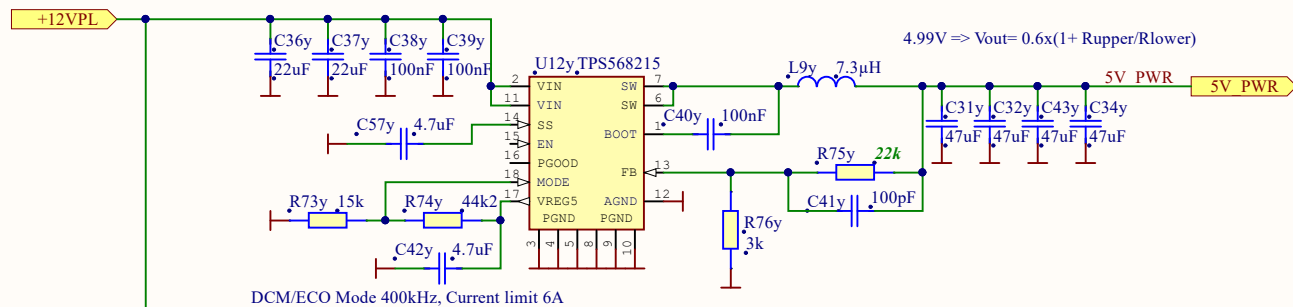 +12VPL
C36y C37y C38y C39y
22uF 22uF 100nF 100nF
4.99V => Vout= 0.6x(1+ Rupper/Rlower)
U12y TPS568215
L9y 7.3µH
5V_PWR
5V_PWR
2 VIN SW 7
11 VIN SW 6
C57y 4.7uF
14 SS
C40y 100nF
BOOT 1
15 EN
16 PGOOD
C31y C32y C43y C34y
47uF 47uF 47uF 47uF
R75y 22k
FB 13
18 MODE
17 VREG5
AGND 12
C41y 100pF
R73y 15k R74y 44k2
PGND PGND
R76y
3k
3 4 5 8 9 10
C42y 4.7uF
DCM/ECO Mode 400kHz, Current limit 6A